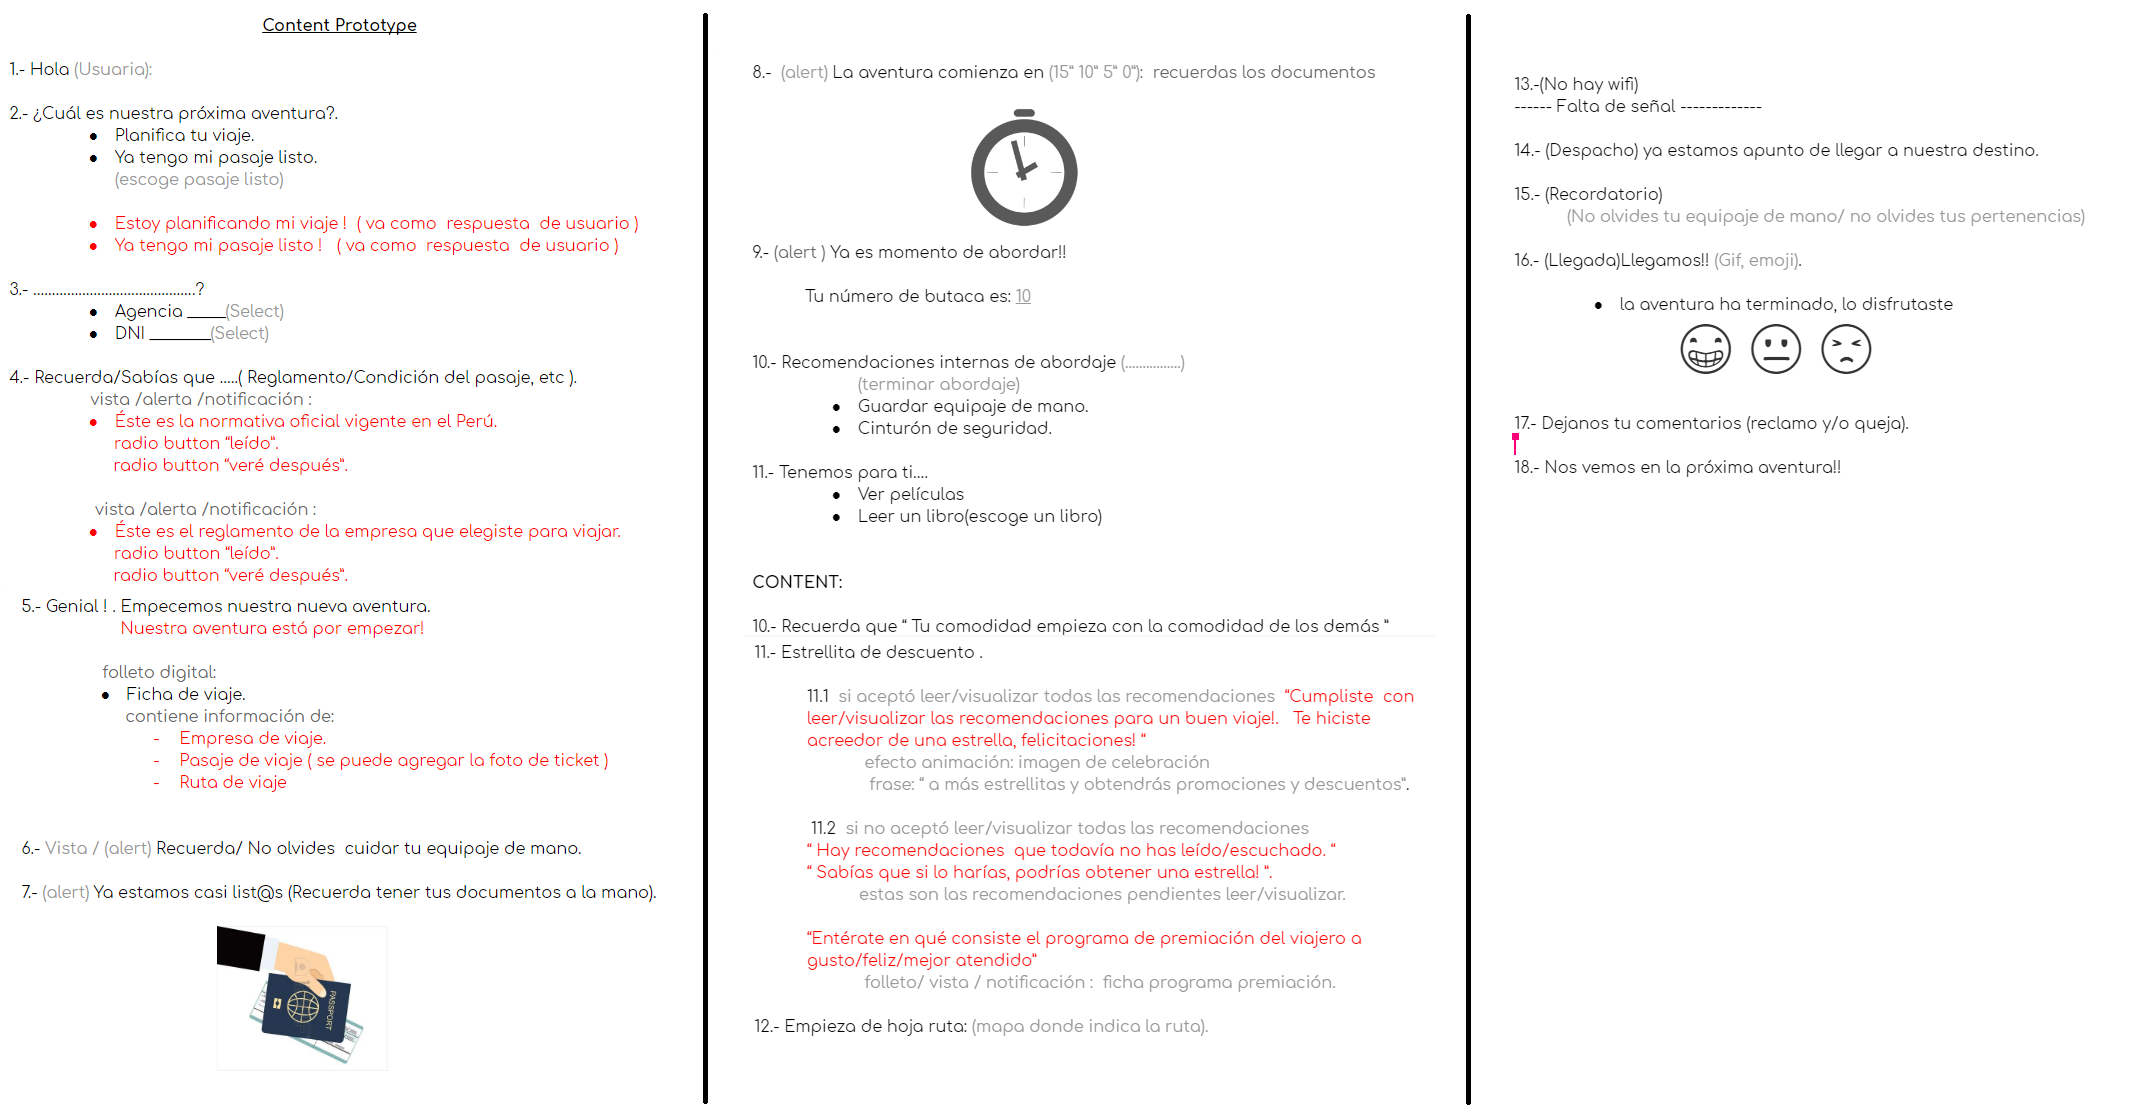 Content Prototype
1.- Hola (Usuaria):
2.- ¿Cuál es nuestra próxima aventura?.
● Planifica tu viaje.
● Ya tengo mi pasaje listo.
(escoge pasaje listo)
● Estoy planificando mi viaje ! ( va como respuesta de usuario )
● Ya tengo mi pasaje listo ! ( va como respuesta de usuario )
3.- ...........................................?
● Agencia _____(Select)
● DNI ________(Select)
4.- Recuerda/Sabías que .....( Reglamento/Condición del pasaje, etc ).
vista /alerta /notificación :
● Éste es la normativa oficial vigente en el Perú.
radio button “leído”.
radio button “veré después”.
vista /alerta /notificación :
● Éste es el reglamento de la empresa que elegiste para viajar.
radio button “leído”.
radio button “veré después”.
5.- Genial ! . Empecemos nuestra nueva aventura.
Nuestra aventura está por empezar!
folleto digital:
● Ficha de viaje.
contiene información de:
- Empresa de viaje.
- Pasaje de viaje ( se puede agregar la foto de ticket )
- Ruta de viaje
6.- Vista / (alert) Recuerda/ No olvides cuidar tu equipaje de mano.
7.- (alert) Ya estamos casi list@s (Recuerda tener tus documentos a la mano).
PASSPORT
8.- (alert) La aventura comienza en (15” 10” 5” 0”): recuerdas los documentos
9.- (alert ) Ya es momento de abordar!!
Tu número de butaca es: 10
10.- Recomendaciones internas de abordaje (...............)
(terminar abordaje)
● Guardar equipaje de mano.
● Cinturón de seguridad.
11.- Tenemos para ti....
● Ver películas
● Leer un libro(escoge un libro)
CONTENT:
10.- Recuerda que “ Tu comodidad empieza con la comodidad de los demás ”
11.- Estrellita de descuento .
11.1 si aceptó leer/visualizar todas las recomendaciones “Cumpliste con
leer/visualizar las recomendaciones para un buen viaje!. Te hiciste
acreedor de una estrella, felicitaciones! “
efecto animación: imagen de celebración
frase: “ a más estrellitas y obtendrás promociones y descuentos”.
11.2 si no aceptó leer/visualizar todas las recomendaciones
“ Hay recomendaciones que todavía no has leído/escuchado. “
“ Sabías que si lo harías, podrías obtener una estrella! ”.
estas son las recomendaciones pendientes leer/visualizar.
“Entérate en qué consiste el programa de premiación del viajero a
gusto/feliz/mejor atendido”
folleto/ vista / notificación : ficha programa premiación.
12.- Empieza de hoja ruta: (mapa donde indica la ruta).
13.-(No hay wifi)
------ Falta de señal -------------
14.- (Despacho) ya estamos apunto de llegar a nuestra destino.
15.- (Recordatorio)
(No olvides tu equipaje de mano/ no olvides tus pertenencias)
16.- (Llegada)Llegamos!! (Gif, emoji).
● la aventura ha terminado, lo disfrutaste
17.- Dejanos tu comentarios (reclamo y/o queja).
18.- Nos vemos en la próxima aventura!!